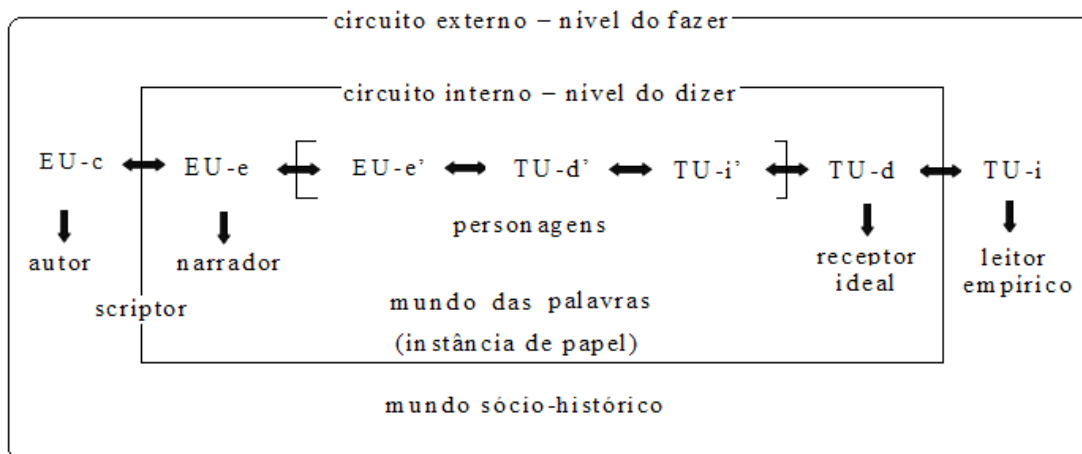 circuito externo – nível do fazer
circuito interno – nível do dizer
EU-c EU-e EU-e’ TU-d’ TU-i’ TU-d TU-i
personagens
autor narrador receptor ideal leitor empírico
scriptor
mundo das palavras
(instância de papel)
mundo sócio-histórico